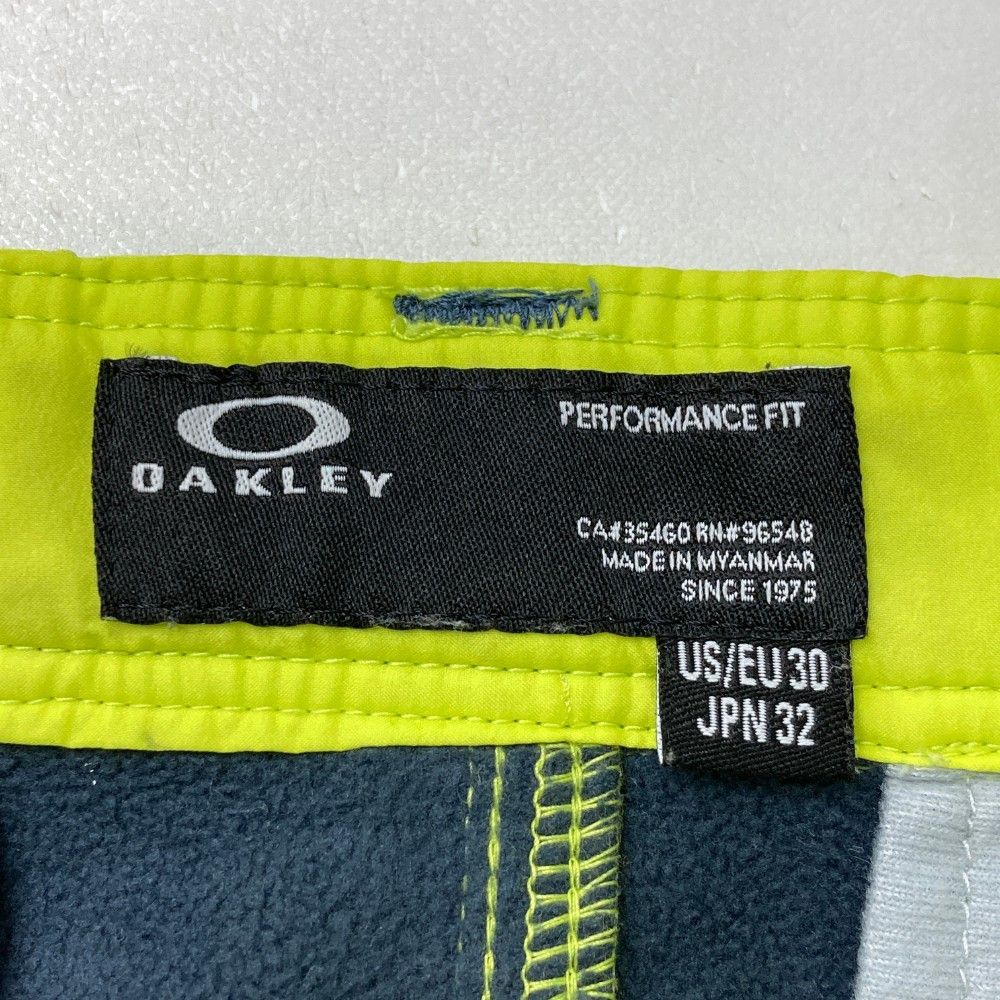 OAKLEY
PERFORMANCE FIT
CA#35460 RN#96548
MADE IN MYANMAR
SINCE 1975
US/EU 30
JPN 32